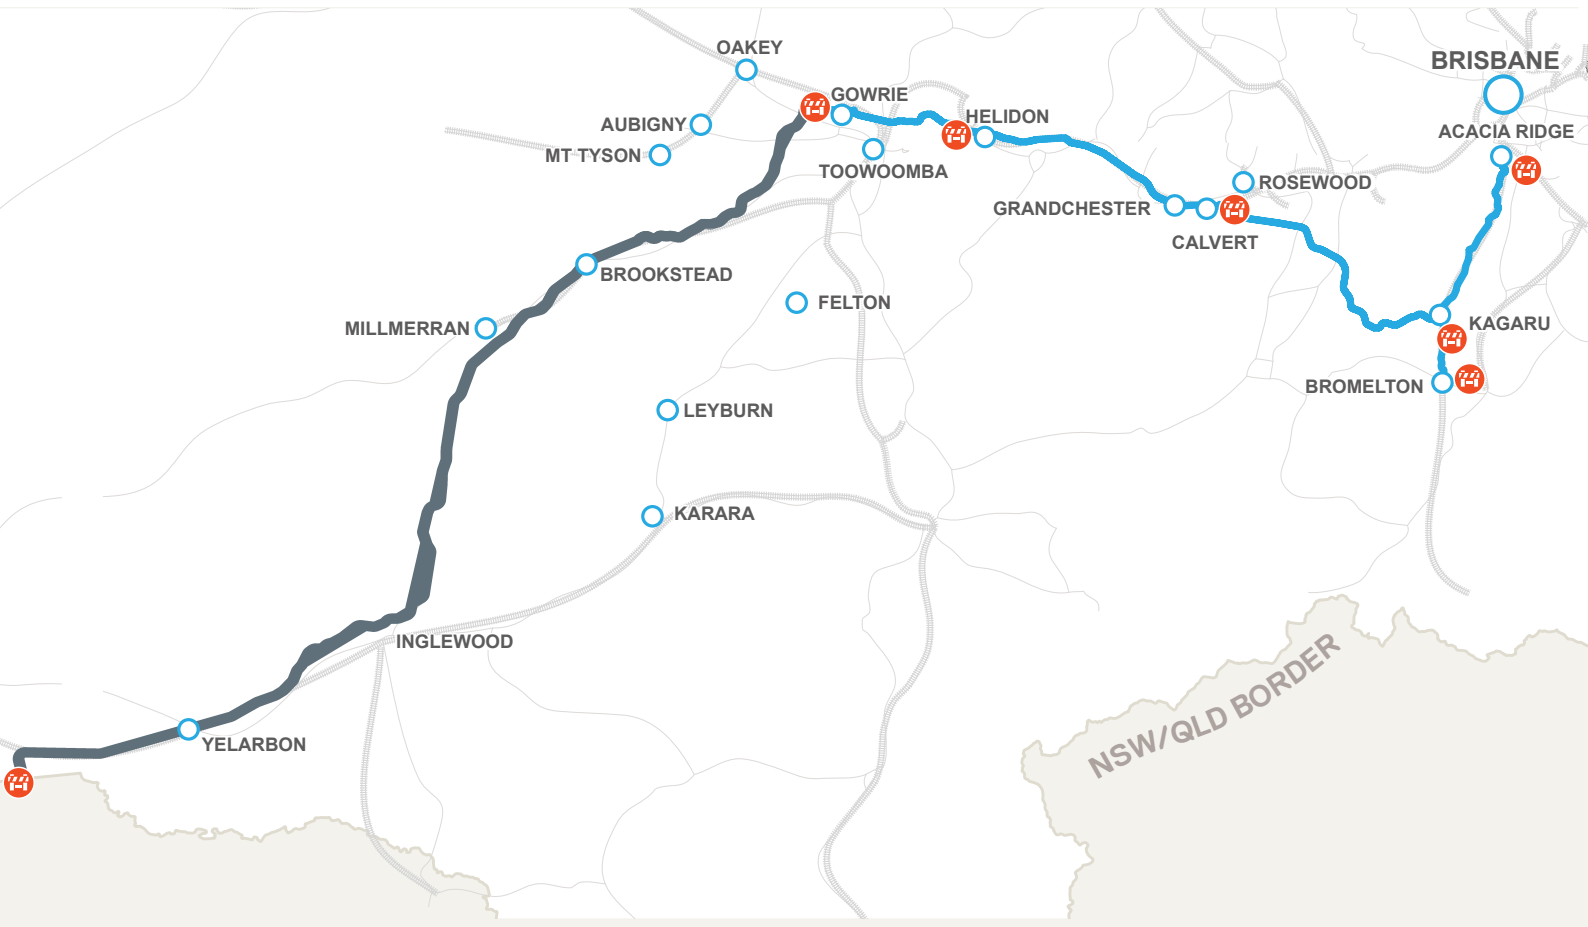 OAKEY
BRISBANE
GOWRIE
HELIDON
AUBIGNY
ACACIA RIDGE
MT TYSON
TOOWOOMBA
ROSEWOOD
GRANDCHESTER
CALVERT
BROOKSTEAD
FELTON
MILLMERRAN
KAGARU
BROMELTON
LEYBURN
KARARA
INGLEWOOD
NSW/QLD BORDER
YELARBON